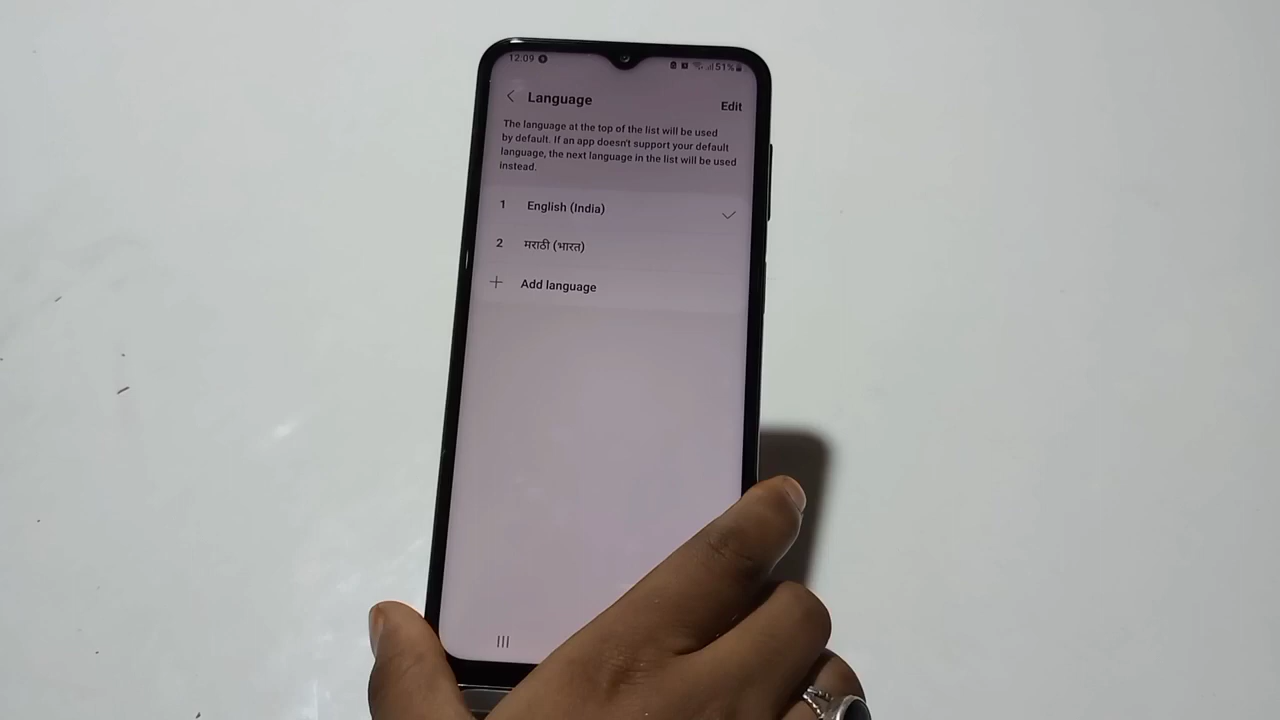 12:09
51%
Language
Edit
The language at the top of the list will be used
by default. If an app doesn't support your default
language, the next language in the list will be used
instead.
1 English (India)
2 मराठी (भारत)
Add language